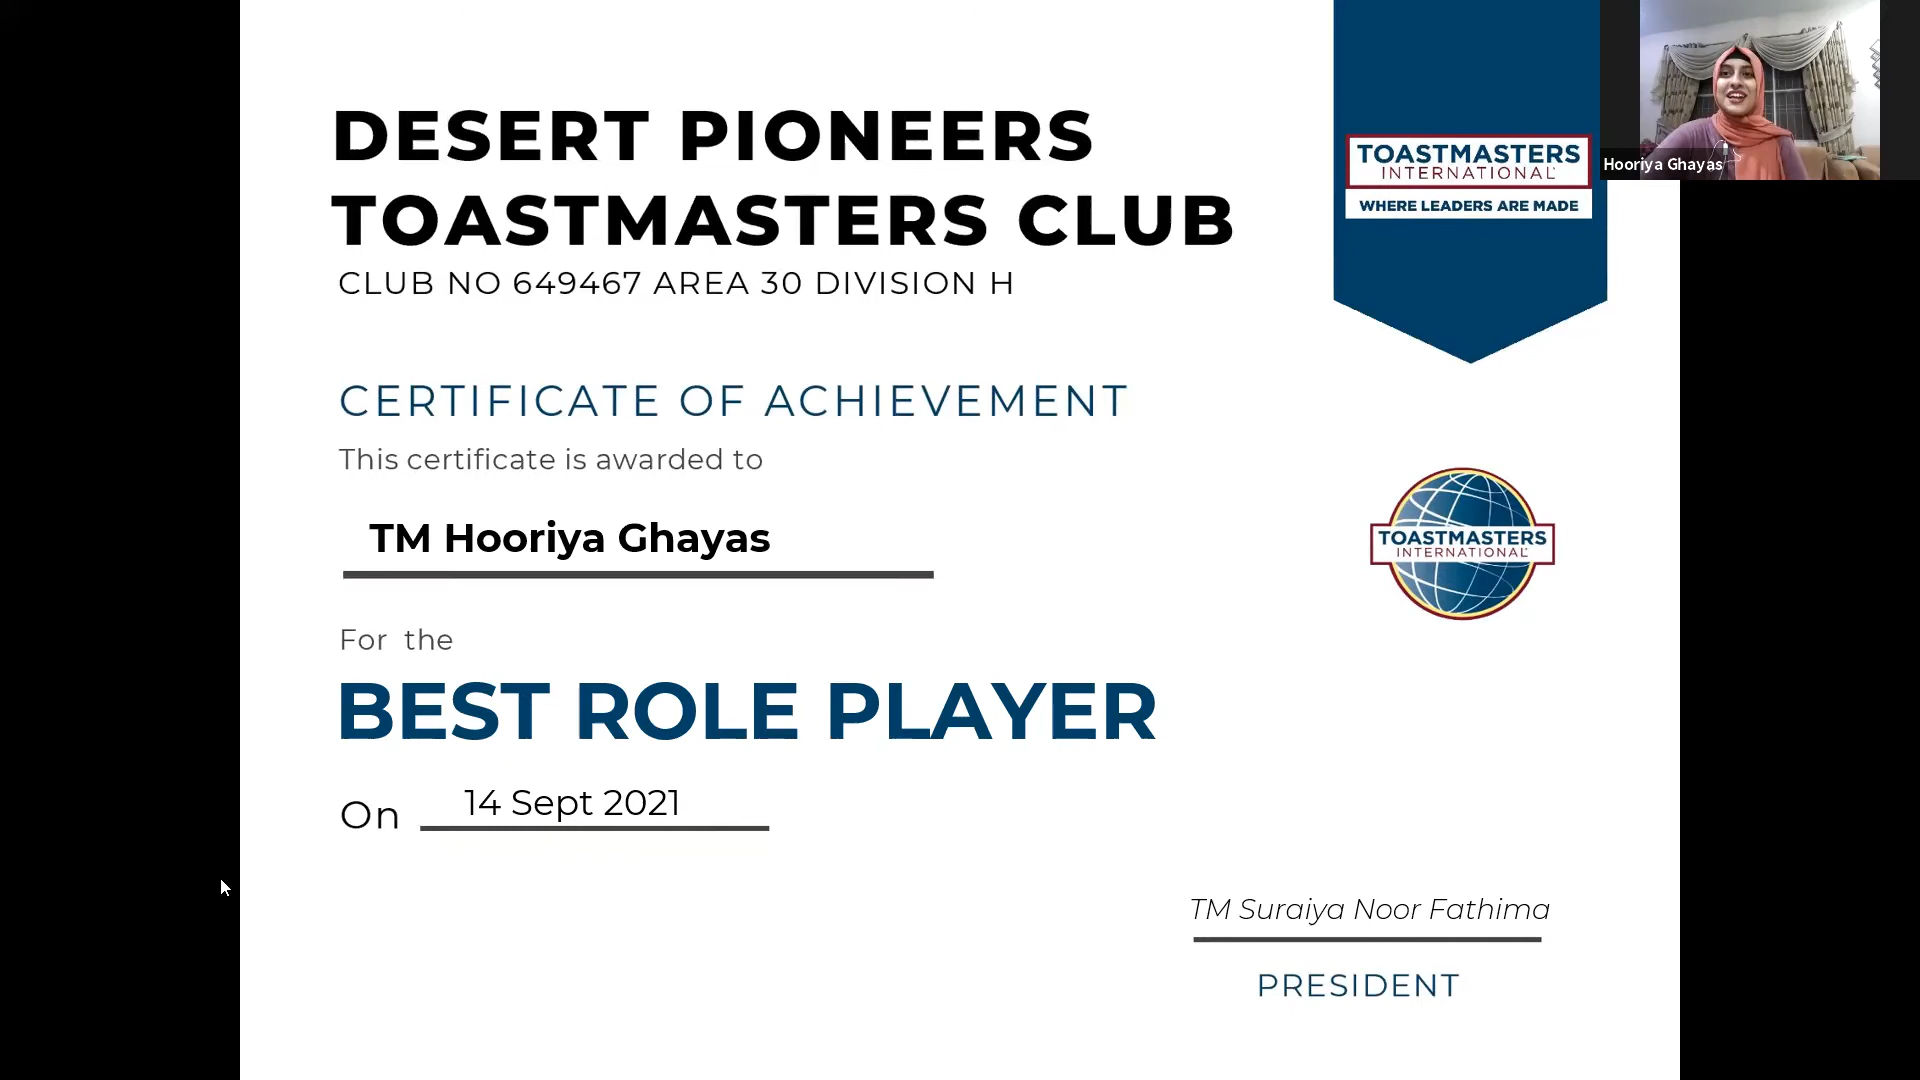 DESERT PIONEERS
TOASTMASTERS CLUB
CLUB NO 649467 AREA 30 DIVISION H
TOASTMASTERS
INTERNATIONAL
WHERE LEADERS ARE MADE
Hooriya Ghayas
CERTIFICATE OF ACHIEVEMENT
This certificate is awarded to
TM Hooriya Ghayas
TOASTMASTERS
INTERNATIONAL
For the
BEST ROLE PLAYER
On 14 Sept 2021
TM Suraiya Noor Fathima
PRESIDENT